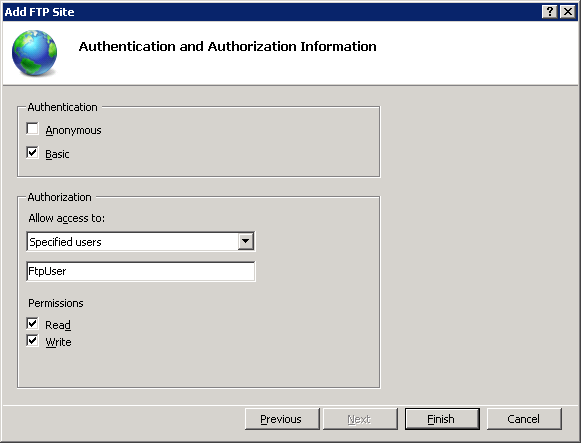 Add FTP Site
Authentication and Authorization Information
Authentication
Anonymous
Basic
Authorization
Allow access to:
Specified users
FtpUser
Permissions
Read
Write
Previous Next Finish Cancel